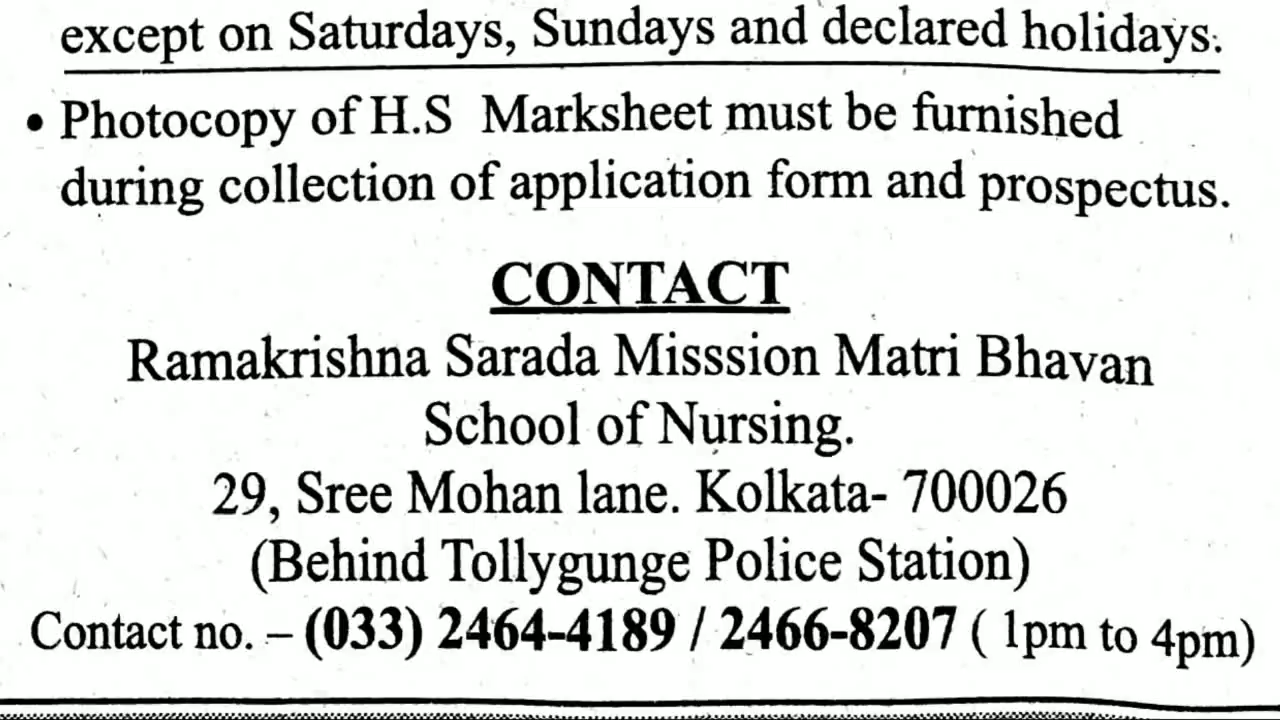 except on Saturdays, Sundays and declared holidays.
• Photocopy of H.S Marksheet must be furnished
during collection of application form and prospectus.
CONTACT
Ramakrishna Sarada Misssion Matri Bhavan
School of Nursing.
29, Sree Mohan lane. Kolkata- 700026
(Behind Tollygunge Police Station)
Contact no. – (033) 2464-4189 / 2466-8207 ( 1pm to 4pm)